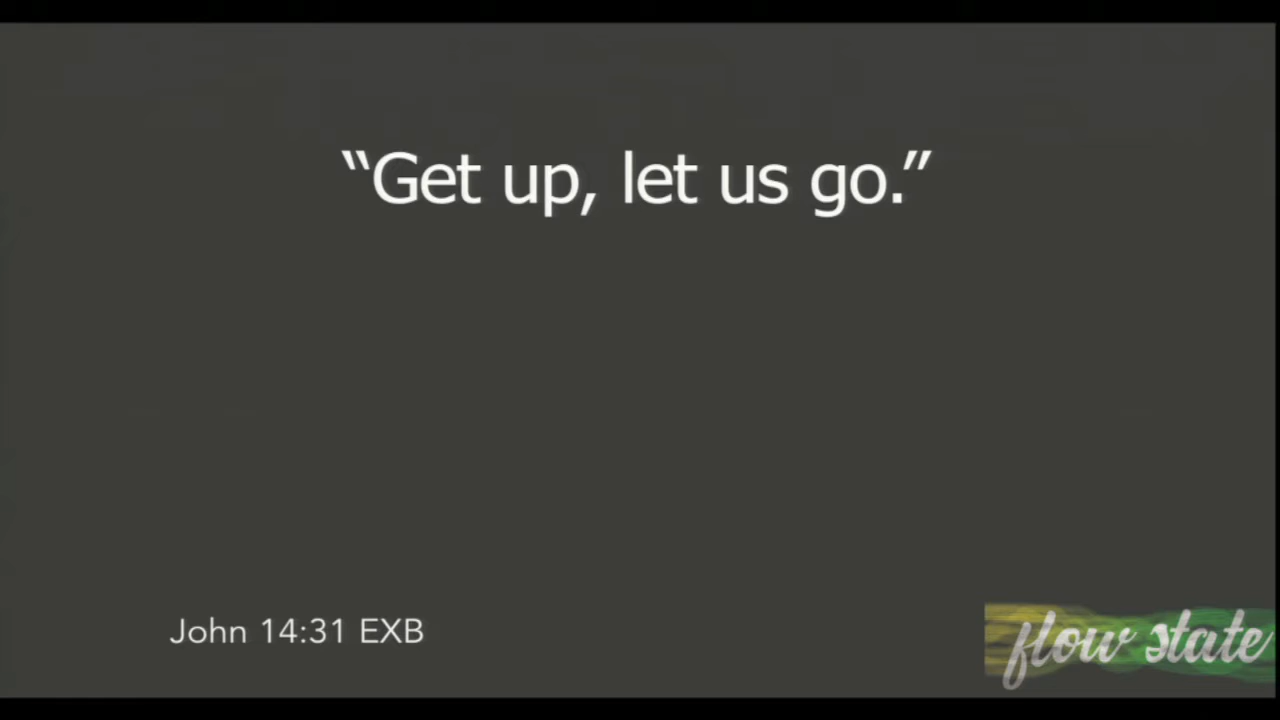 “Get up, let us go.”
John 14:31 EXB
flow state